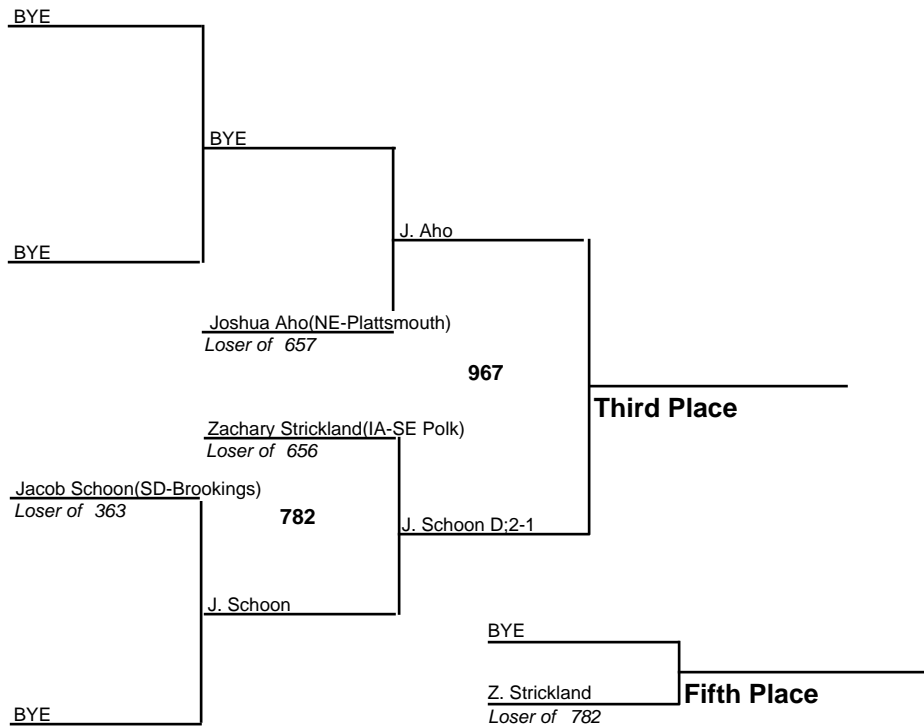 BYE
BYE
BYE
J. Aho
Joshua Aho(NE-Plattsmouth)
Loser of 657
967
Third Place
Zachary Strickland(IA-SE Polk)
Loser of 656
Jacob Schoon(SD-Brookings)
Loser of 363
782
J. Schoon D;2-1
J. Schoon
BYE
BYE
Z. Strickland
Loser of 782
Fifth Place